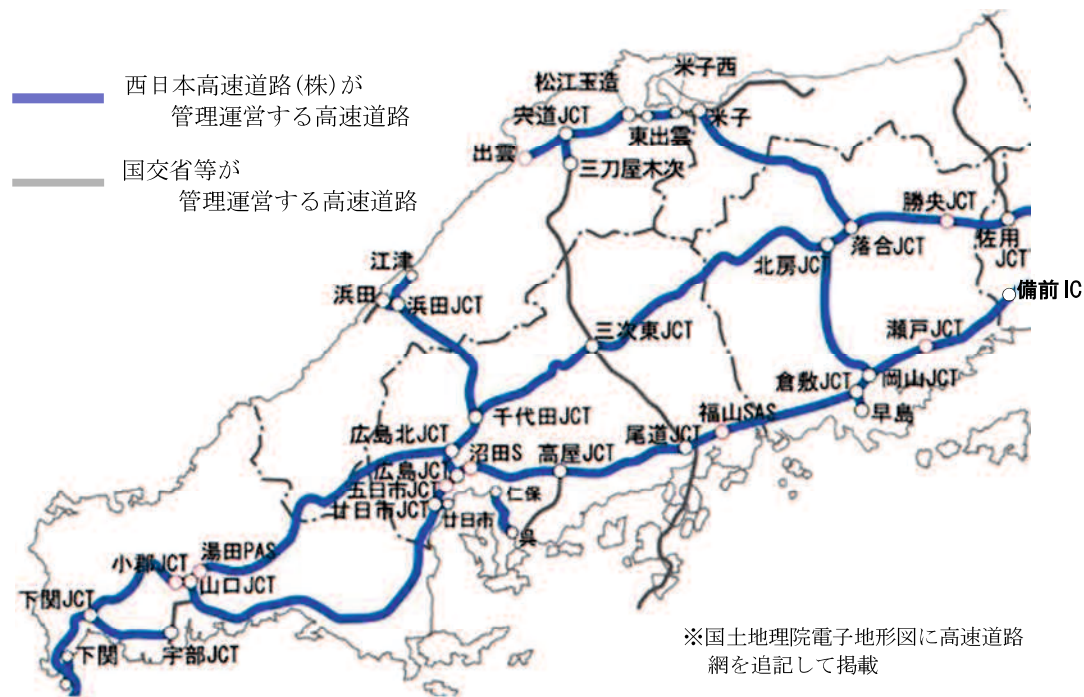 西日本高速道路(株)が
管理運営する高速道路
国交省等が
管理運営する高速道路
米子西
松江玉造
宍道JCT
米子
東出雲
出雲
三刀屋木次
勝央JCT
佐用
JCT
落合JCT
北房JCT
江津
浜田
浜田JCT
備前IC
三次東JCT
瀬戸JCT
倉敷JCT
岡山JCT
早島
福山SAS
千代田JCT
尾道JCT
広島北JCT
沼田S
高屋JCT
広島JCT
五日市JCT
廿日市JCT
廿日市
仁保
呉
湯田PAS
小郡JCT
山口JCT
下関JCT
下関
宇部JCT
※国土地理院電子地形図に高速道路
網を追記して掲載